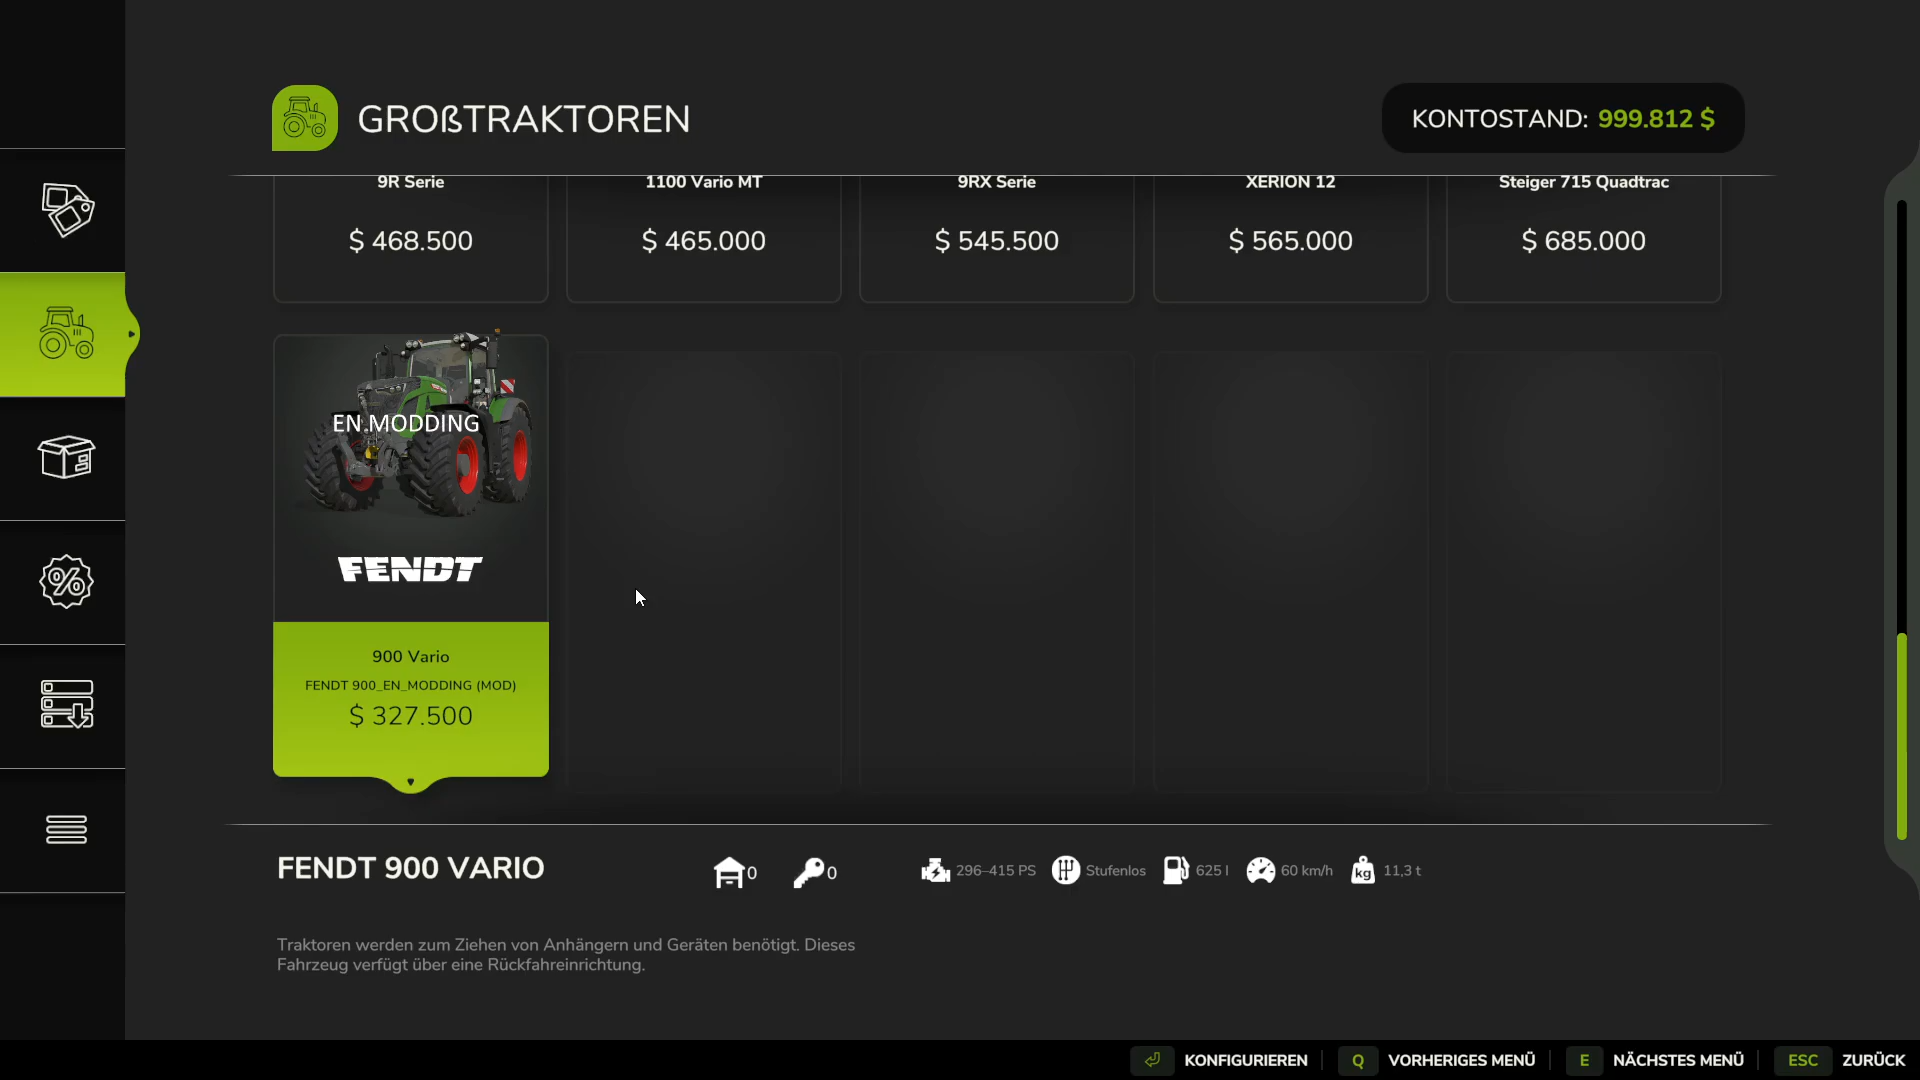 GROßTRAKTOREN
KONTOSTAND: 999.812 $
9R Serie
$ 468.500
1100 Vario MT
$ 465.000
9RX Serie
$ 545.500
XERION 12
$ 565.000
Steiger 715 Quadtrac
$ 685.000
EN MODDING
FENDT
900 Vario
FENDT 900_EN_MODDING (MOD)
$ 327.500
FENDT 900 VARIO
0
0
296–415 PS
Stufenlos
625 l
60 km/h
kg
11,3 t
Traktoren werden zum Ziehen von Anhängern und Geräten benötigt. Dieses
Fahrzeug verfügt über eine Rückfahreinrichtung.
KONFIGURIEREN
Q VORHERIGES MENÜ
E NÄCHSTES MENÜ
ESC ZURÜCK